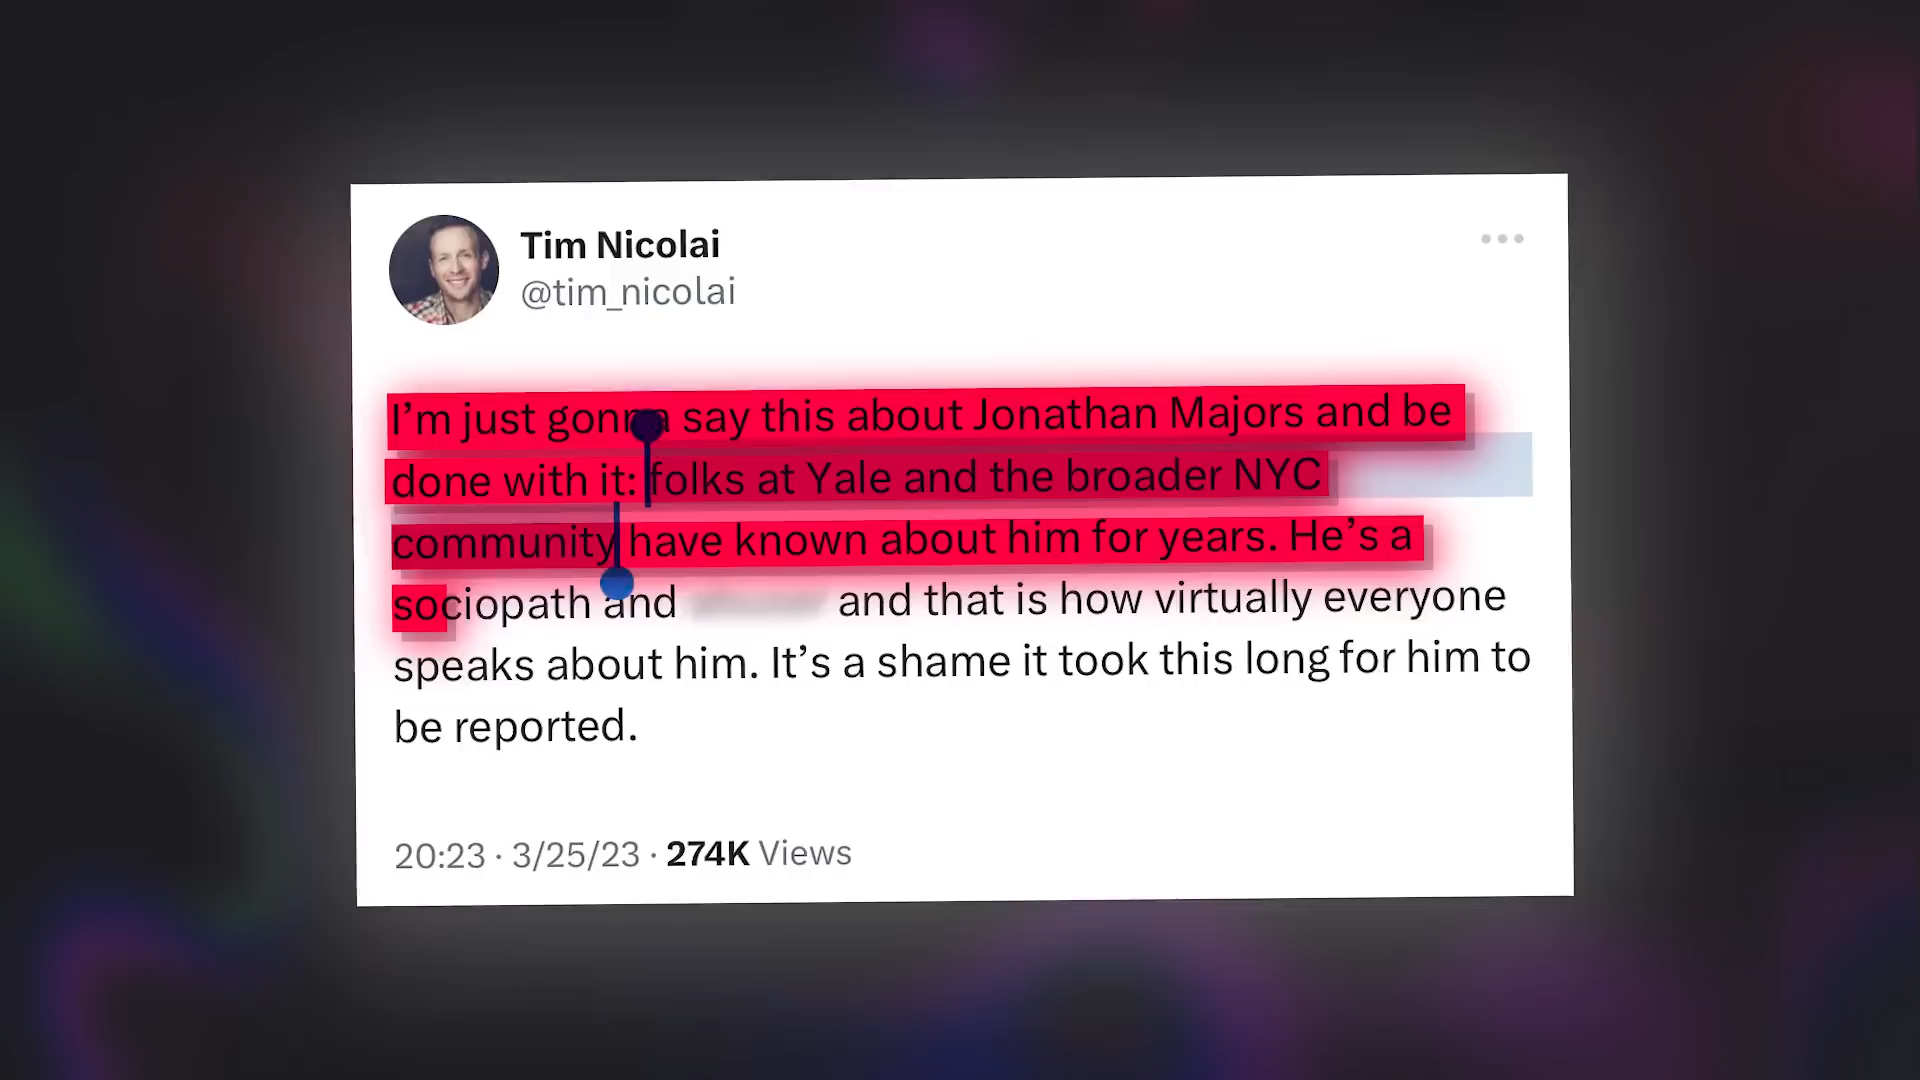 Tim Nicolai
@tim_nicolai
I’m just gonna say this about Jonathan Majors and be
done with it: folks at Yale and the broader NYC
community have known about him for years. He’s a
sociopath and and that is how virtually everyone
speaks about him. It’s a shame it took this long for him to
be reported.
20:23 · 3/25/23 · 274K Views